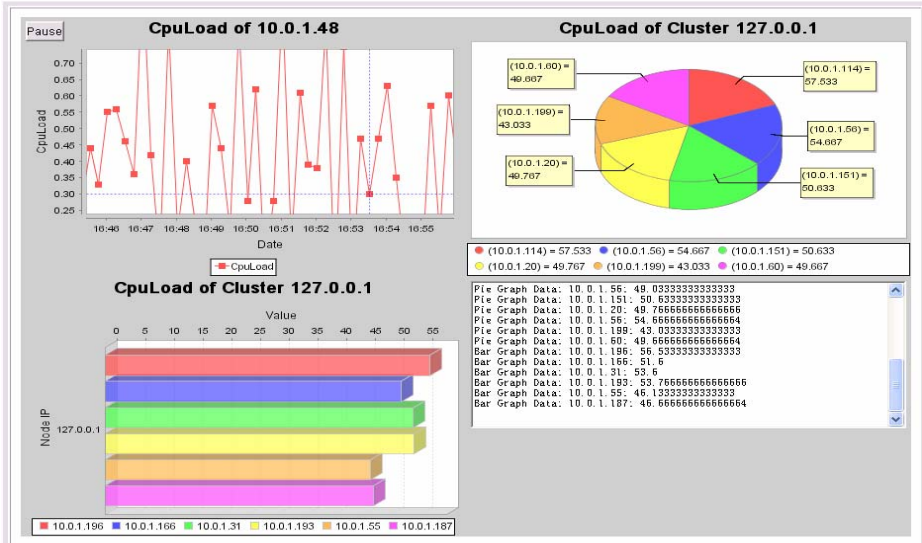 Pause
CpuLoad of 10.0.1.48
CpuLoad
0.70
0.65
0.60
0.55
0.50
0.45
0.40
0.35
0.30
0.25
16:46 16:47 16:48 16:49 16:50 16:51 16:52 16:53 16:54 16:55
Date
CpuLoad
CpuLoad of Cluster 127.0.0.1
(10.0.1.60) =
49.667
(10.0.1.114) =
57.533
(10.0.1.199) =
43.033
(10.0.1.56) =
54.667
(10.0.1.20) =
49.767
(10.0.1.151) =
50.633
(10.0.1.114) = 57.533 (10.0.1.56) = 54.667 (10.0.1.151) = 50.633
(10.0.1.20) = 49.767 (10.0.1.199) = 43.033 (10.0.1.60) = 49.667
CpuLoad of Cluster 127.0.0.1
Value
0 5 10 15 20 25 30 35 40 45 50 55
Node IP
127.0.0.1
10.0.1.196 10.0.1.166 10.0.1.31 10.0.1.193 10.0.1.55 10.0.1.187
Pie Graph Data: 10.0.1.56: 49.03333333333333
Pie Graph Data: 10.0.1.151: 50.63333333333333
Pie Graph Data: 10.0.1.20: 49.766666666666666
Pie Graph Data: 10.0.1.56: 54.666666666666664
Pie Graph Data: 10.0.1.199: 43.03333333333333
Pie Graph Data: 10.0.1.60: 49.666666666666664
Bar Graph Data: 10.0.1.196: 56.53333333333333
Bar Graph Data: 10.0.1.166: 51.6
Bar Graph Data: 10.0.1.31: 53.6
Bar Graph Data: 10.0.1.193: 53.766666666666666
Bar Graph Data: 10.0.1.55: 46.13333333333333
Bar Graph Data: 10.0.1.187: 46.666666666666664